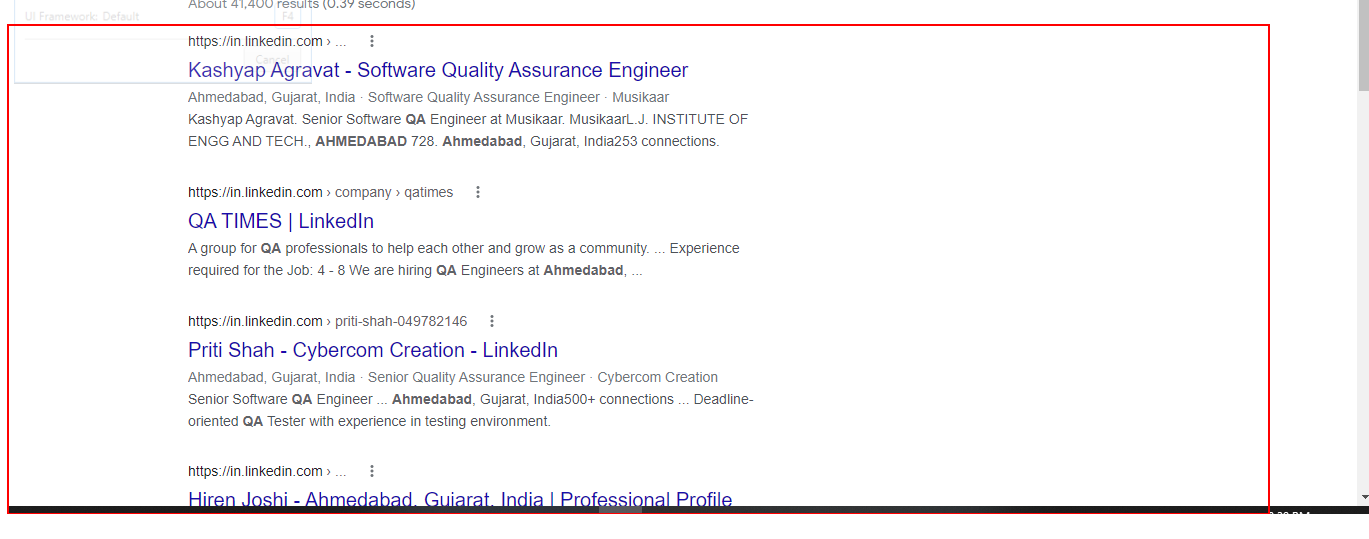 About 41,400 results (0.39 seconds)
UI Framework: Default F4
Cancel
https://in.linkedin.com › ...
Kashyap Agravat - Software Quality Assurance Engineer
Ahmedabad, Gujarat, India · Software Quality Assurance Engineer · Musikaar
Kashyap Agravat. Senior Software QA Engineer at Musikaar. MusikaarL.J. INSTITUTE OF
ENGG AND TECH., AHMEDABAD 728. Ahmedabad, Gujarat, India253 connections.
https://in.linkedin.com › company › qatimes
QA TIMES | LinkedIn
A group for QA professionals to help each other and grow as a community. ... Experience
required for the Job: 4 - 8 We are hiring QA Engineers at Ahmedabad, ...
https://in.linkedin.com › priti-shah-049782146
Priti Shah - Cybercom Creation - LinkedIn
Ahmedabad, Gujarat, India · Senior Quality Assurance Engineer · Cybercom Creation
Senior Software QA Engineer ... Ahmedabad, Gujarat, India500+ connections ... Deadline-
oriented QA Tester with experience in testing environment.
https://in.linkedin.com › ...
Hiren Joshi - Ahmedabad, Gujarat, India | Professional Profile